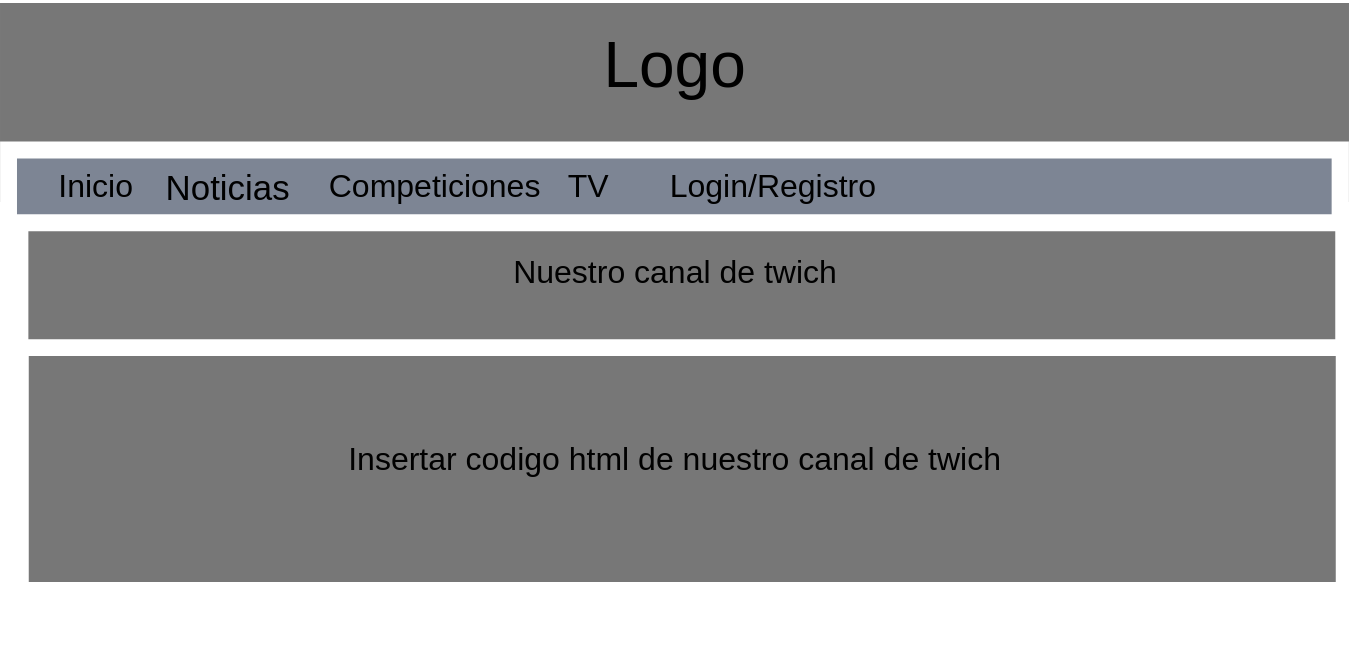 Logo
Inicio Noticias Competiciones TV Login/Registro
Nuestro canal de twich
Insertar codigo html de nuestro canal de twich